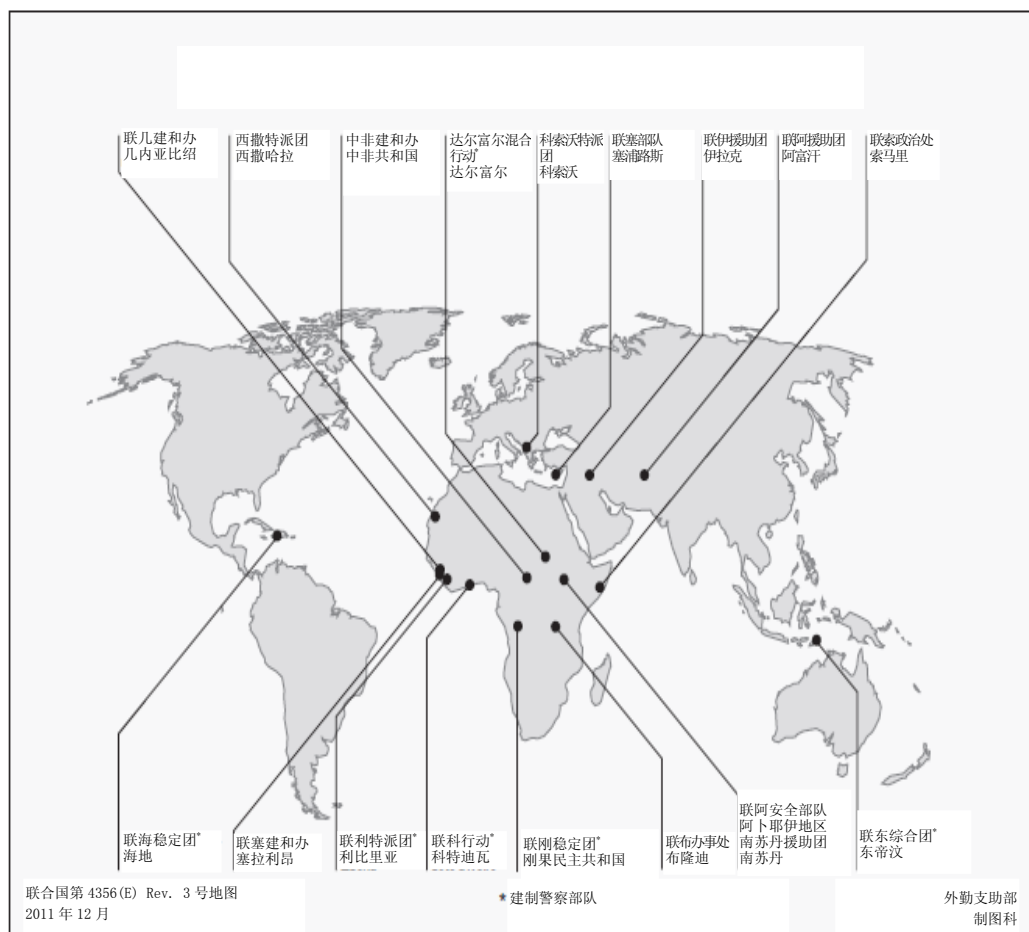 联几建和办
几内亚比绍
西撒特派团
西撒哈拉
中非建和办
中非共和国
达尔富尔混合
行动*
达尔富尔
科索沃特派
团
科索沃
联塞部队
塞浦路斯
联伊援助团
伊拉克
联阿援助团
阿富汗
联索政治处
索马里
联海稳定团*
海地
联塞建和办
塞拉利昂
联利特派团*
利比里亚
联科行动*
科特迪瓦
联刚稳定团*
刚果民主共和国
联布办事处
布隆迪
联阿安全部队
阿卜耶伊地区
南苏丹援助团
南苏丹
联东综合团*
东帝汶
联合国第 4356(E) Rev. 3 号地图
2011 年 12 月
*建制警察部队
外勤支助部
制图科